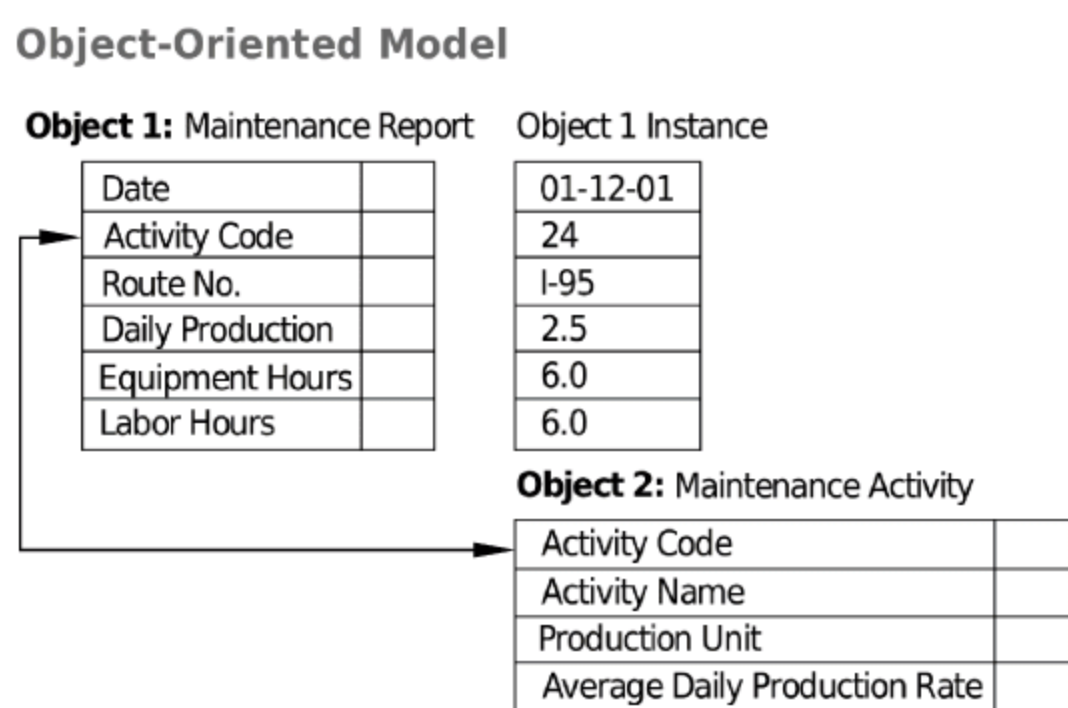 Object-Oriented Model
Object 1: Maintenance Report
Object 1 Instance
Date
01-12-01
Activity Code
24
Route No.
I-95
Daily Production
2.5
Equipment Hours
6.0
Labor Hours
6.0
Object 2: Maintenance Activity
Activity Code
Activity Name
Production Unit
Average Daily Production Rate